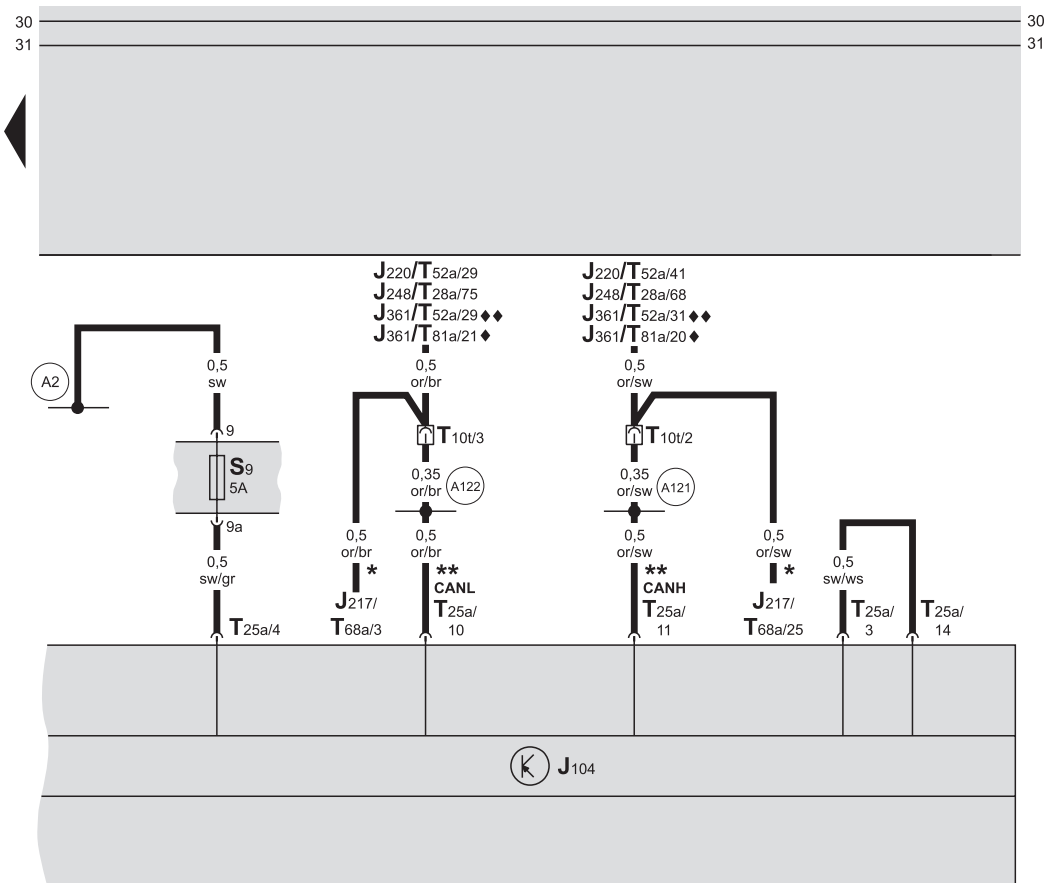 30 30
31 31
J220/T52a/29 J220/T52a/41
J248/T28a/75 J248/T28a/68
J361/T52a/29♦♦ J361/T52a/31♦♦
J361/T81a/21♦ J361/T81a/20♦
A2
0,5
sw
0,5
or/br
0,5
or/sw
9
T10t/3
T10t/2
S9
5A
0,35
or/br
A122
0,35
or/sw
A121
9a
0,5
sw/gr
0,5
or/br
*
0,5
or/br
**
CANL
0,5
or/sw
**
CANH
0,5
or/sw
*
0,5
sw/ws
T25a/4
J217/
T68a/3
T25a/
10
T25a/
11
J217/
T68a/25
T25a/
3
T25a/
14
J104